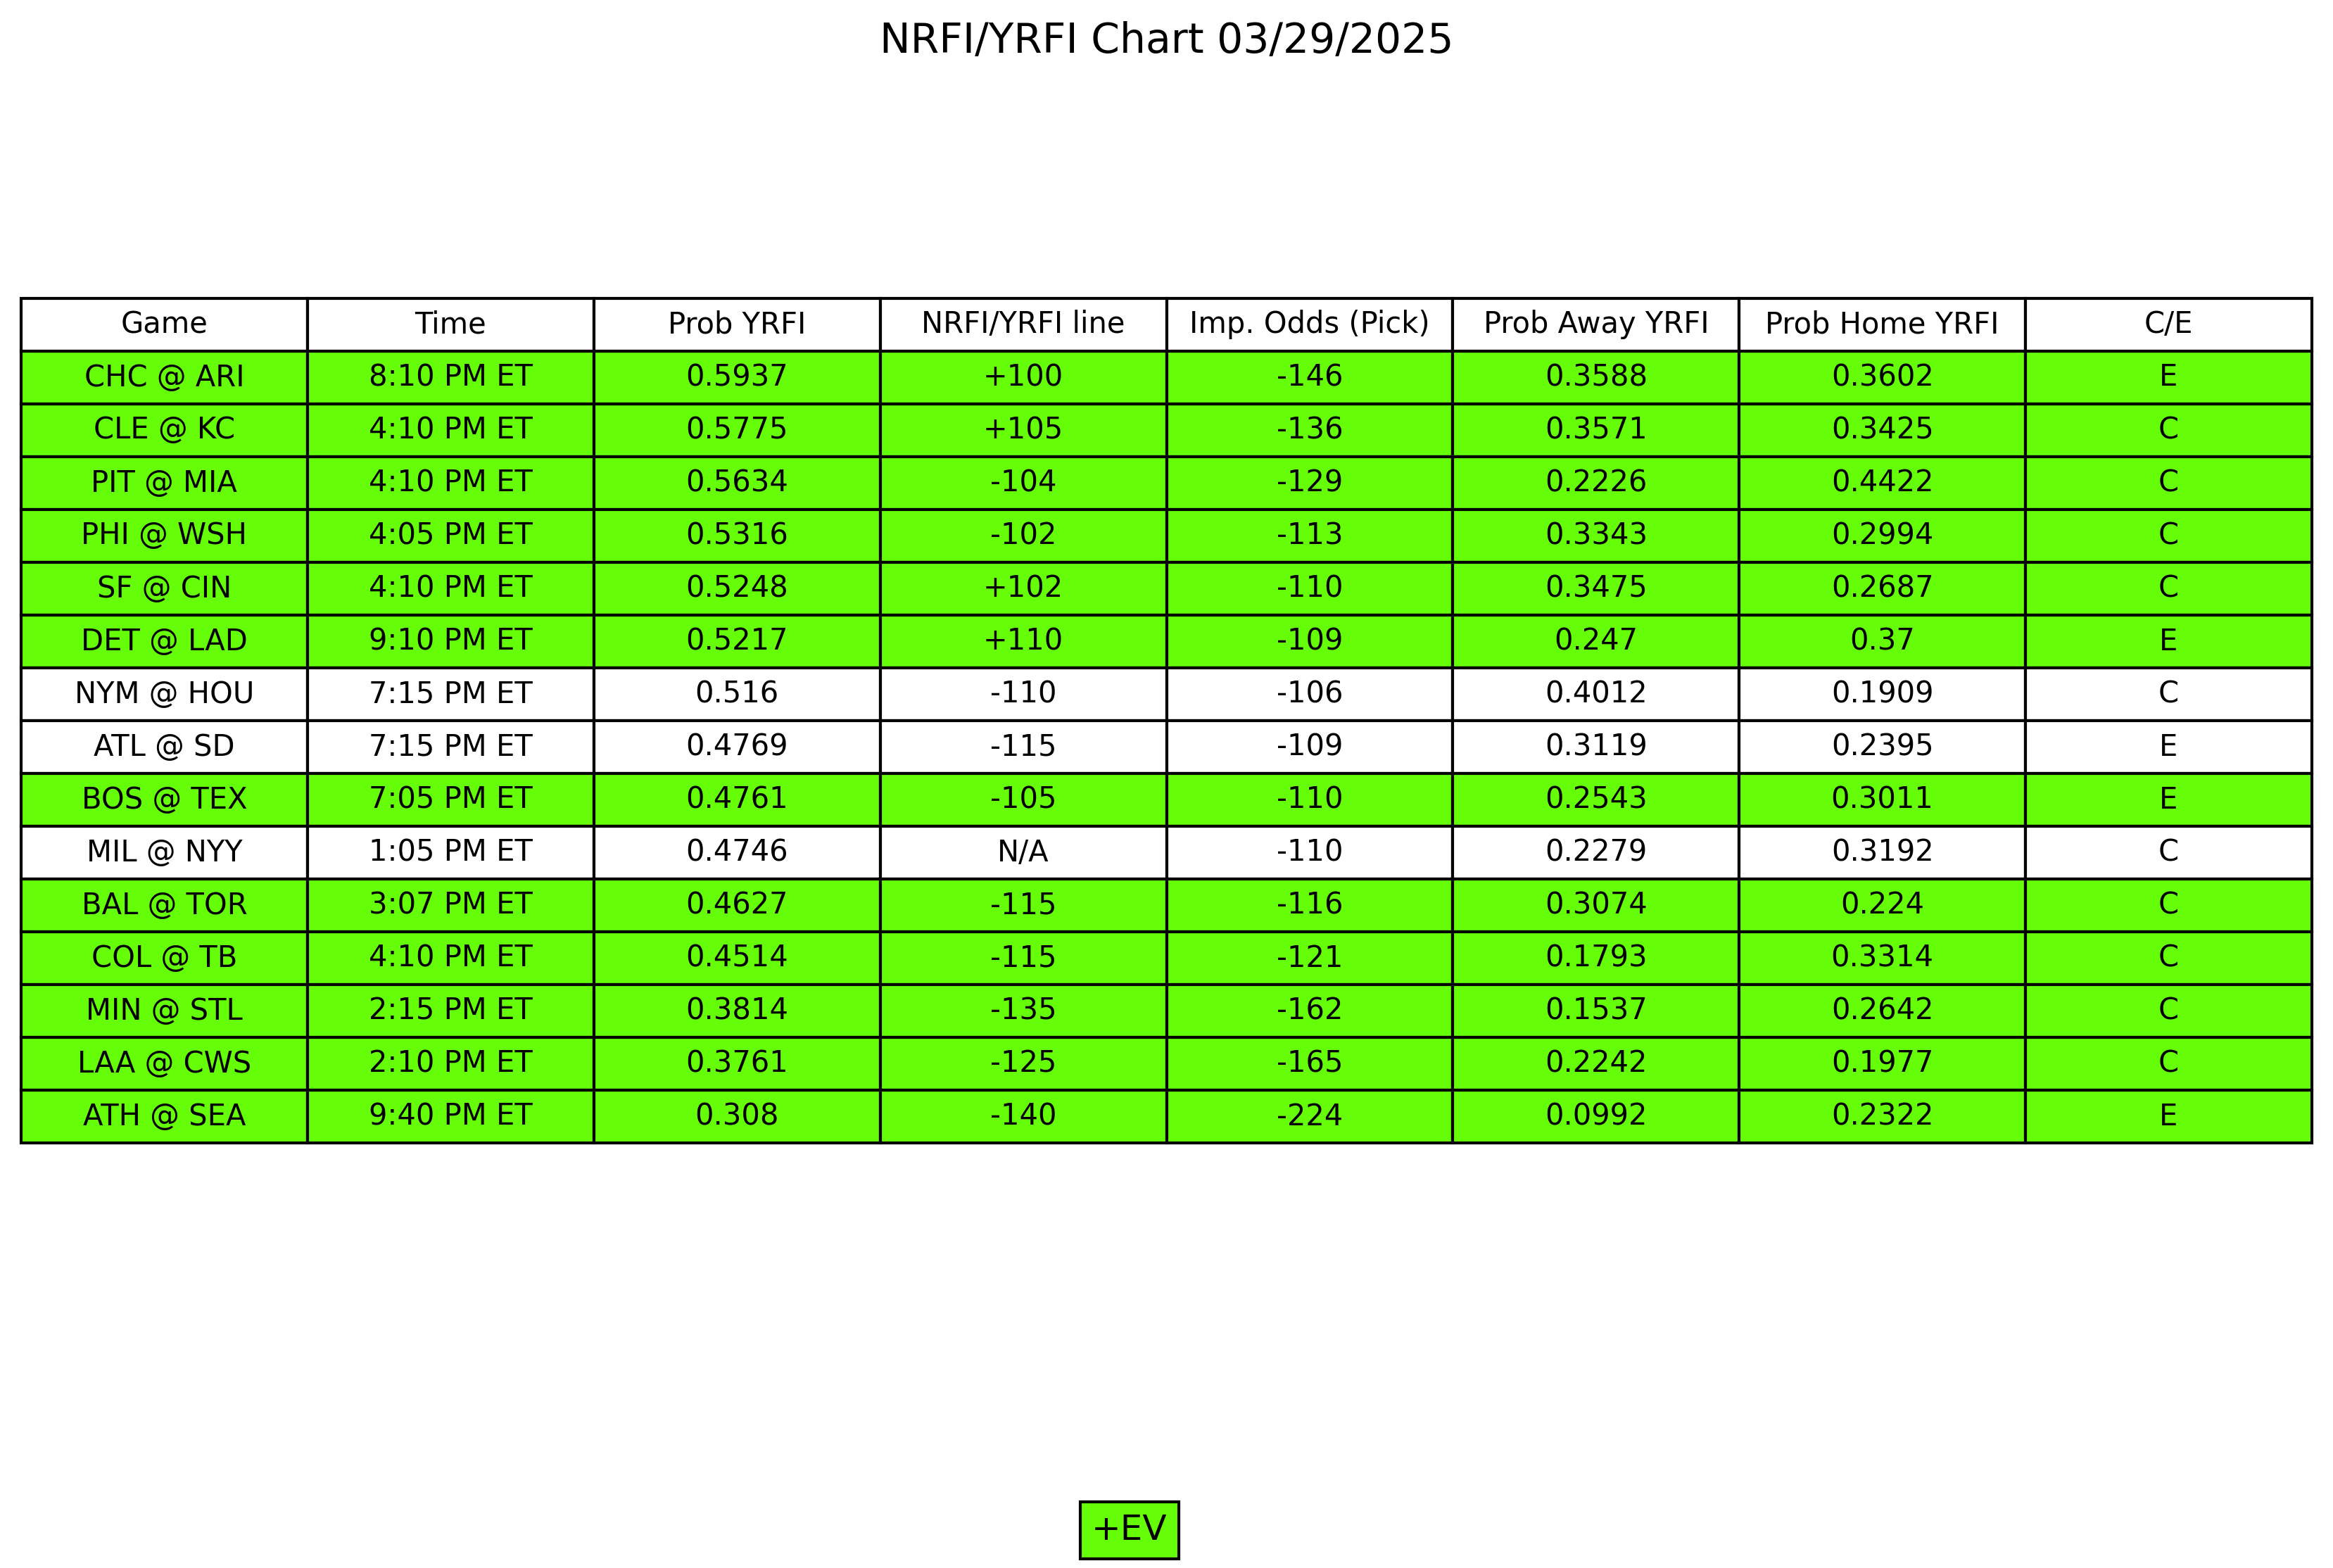 NRFI/YRFI Chart 03/29/2025
Game Time Prob YRFI NRFI/YRFI line Imp. Odds (Pick) Prob Away YRFI Prob Home YRFI C/E
CHC @ ARI 8:10 PM ET 0.5937 +100 -146 0.3588 0.3602 E
CLE @ KC 4:10 PM ET 0.5775 +105 -136 0.3571 0.3425 C
PIT @ MIA 4:10 PM ET 0.5634 -104 -129 0.2226 0.4422 C
PHI @ WSH 4:05 PM ET 0.5316 -102 -113 0.3343 0.2994 C
SF @ CIN 4:10 PM ET 0.5248 +102 -110 0.3475 0.2687 C
DET @ LAD 9:10 PM ET 0.5217 +110 -109 0.247 0.37 E
NYM @ HOU 7:15 PM ET 0.516 -110 -106 0.4012 0.1909 C
ATL @ SD 7:15 PM ET 0.4769 -115 -109 0.3119 0.2395 E
BOS @ TEX 7:05 PM ET 0.4761 -105 -110 0.2543 0.3011 E
MIL @ NYY 1:05 PM ET 0.4746 N/A -110 0.2279 0.3192 C
BAL @ TOR 3:07 PM ET 0.4627 -115 -116 0.3074 0.224 C
COL @ TB 4:10 PM ET 0.4514 -115 -121 0.1793 0.3314 C
MIN @ STL 2:15 PM ET 0.3814 -135 -162 0.1537 0.2642 C
LAA @ CWS 2:10 PM ET 0.3761 -125 -165 0.2242 0.1977 C
ATH @ SEA 9:40 PM ET 0.308 -140 -224 0.0992 0.2322 E
+EV